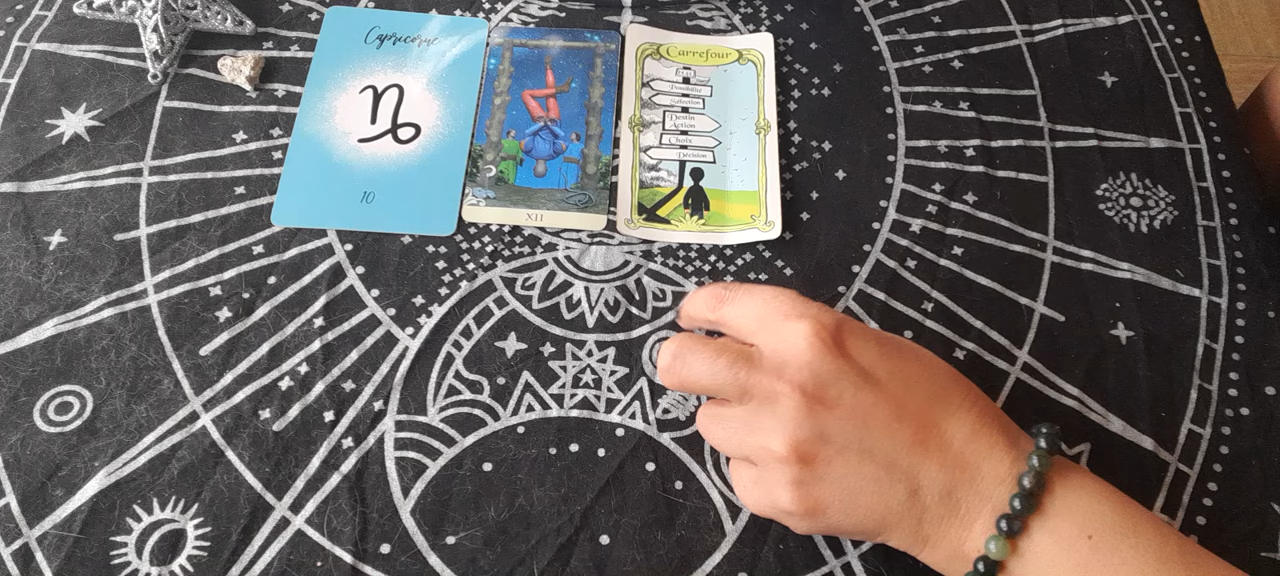 Capricorne
10
XII
Carrefour
Possibilité
Sélection
Destin
Action
Choix
Décision